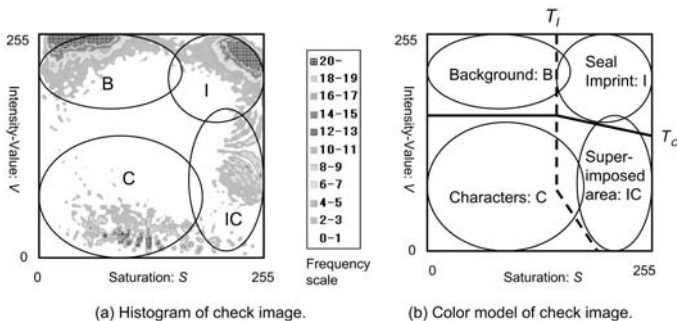 255
Intensity-Value: V
0
0
Saturation: S
255
B
I
C
IC
20-
18-19
16-17
14-15
12-13
10-11
8-9
6-7
4-5
2-3
0-1
Frequency
scale
(a) Histogram of check image.
T_I
255
Intensity-Value: V
0
0
Saturation: S
255
Background: B
Seal
Imprint: I
T_c
Characters: C
Super-
imposed
area: IC
(b) Color model of check image.